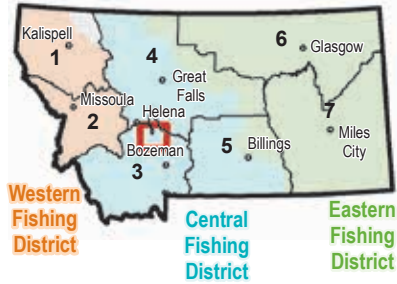 Kalispell
1
4
6
Glasgow
Great
Falls
Missoula
2
Helena
7
Miles
City
Bozeman
3
5
Billings
Western
Fishing
District
Central
Fishing
District
Eastern
Fishing
District